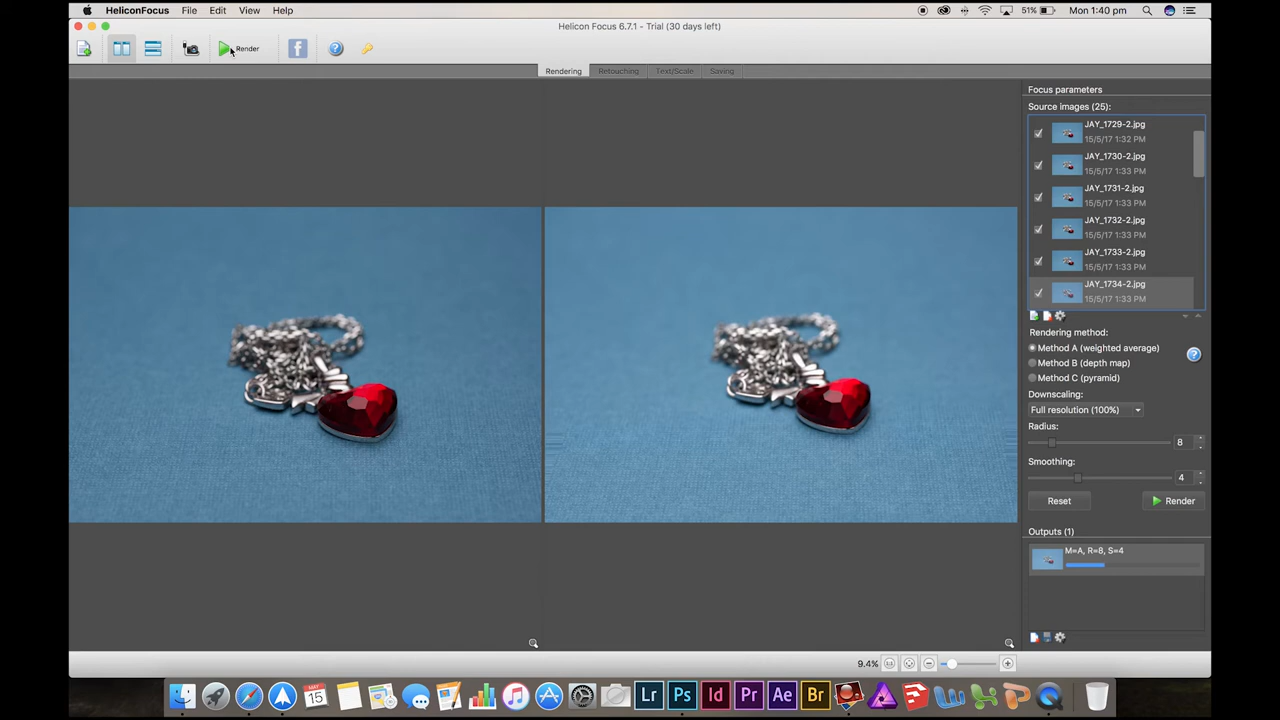 HeliconFocus File Edit View Help 51% Mon 1:40 pm
Helicon Focus 6.7.1 - Trial (30 days left)
Render
Rendering Retouching Text/Scale Saving
Focus parameters
Source images (25):
JAY_1729-2.jpg
15/5/17 1:32 PM
JAY_1730-2.jpg
15/5/17 1:33 PM
JAY_1731-2.jpg
15/5/17 1:33 PM
JAY_1732-2.jpg
15/5/17 1:33 PM
JAY_1733-2.jpg
15/5/17 1:33 PM
JAY_1734-2.jpg
15/5/17 1:33 PM
Rendering method:
Method A (weighted average)
Method B (depth map)
Method C (pyramid)
Downscaling:
Full resolution (100%)
Radius:
8
Smoothing:
4
Reset Render
Outputs (1)
M=A, R=8, S=4
9.4%
MAY
15
Lr Ps Id Pr Ae Br